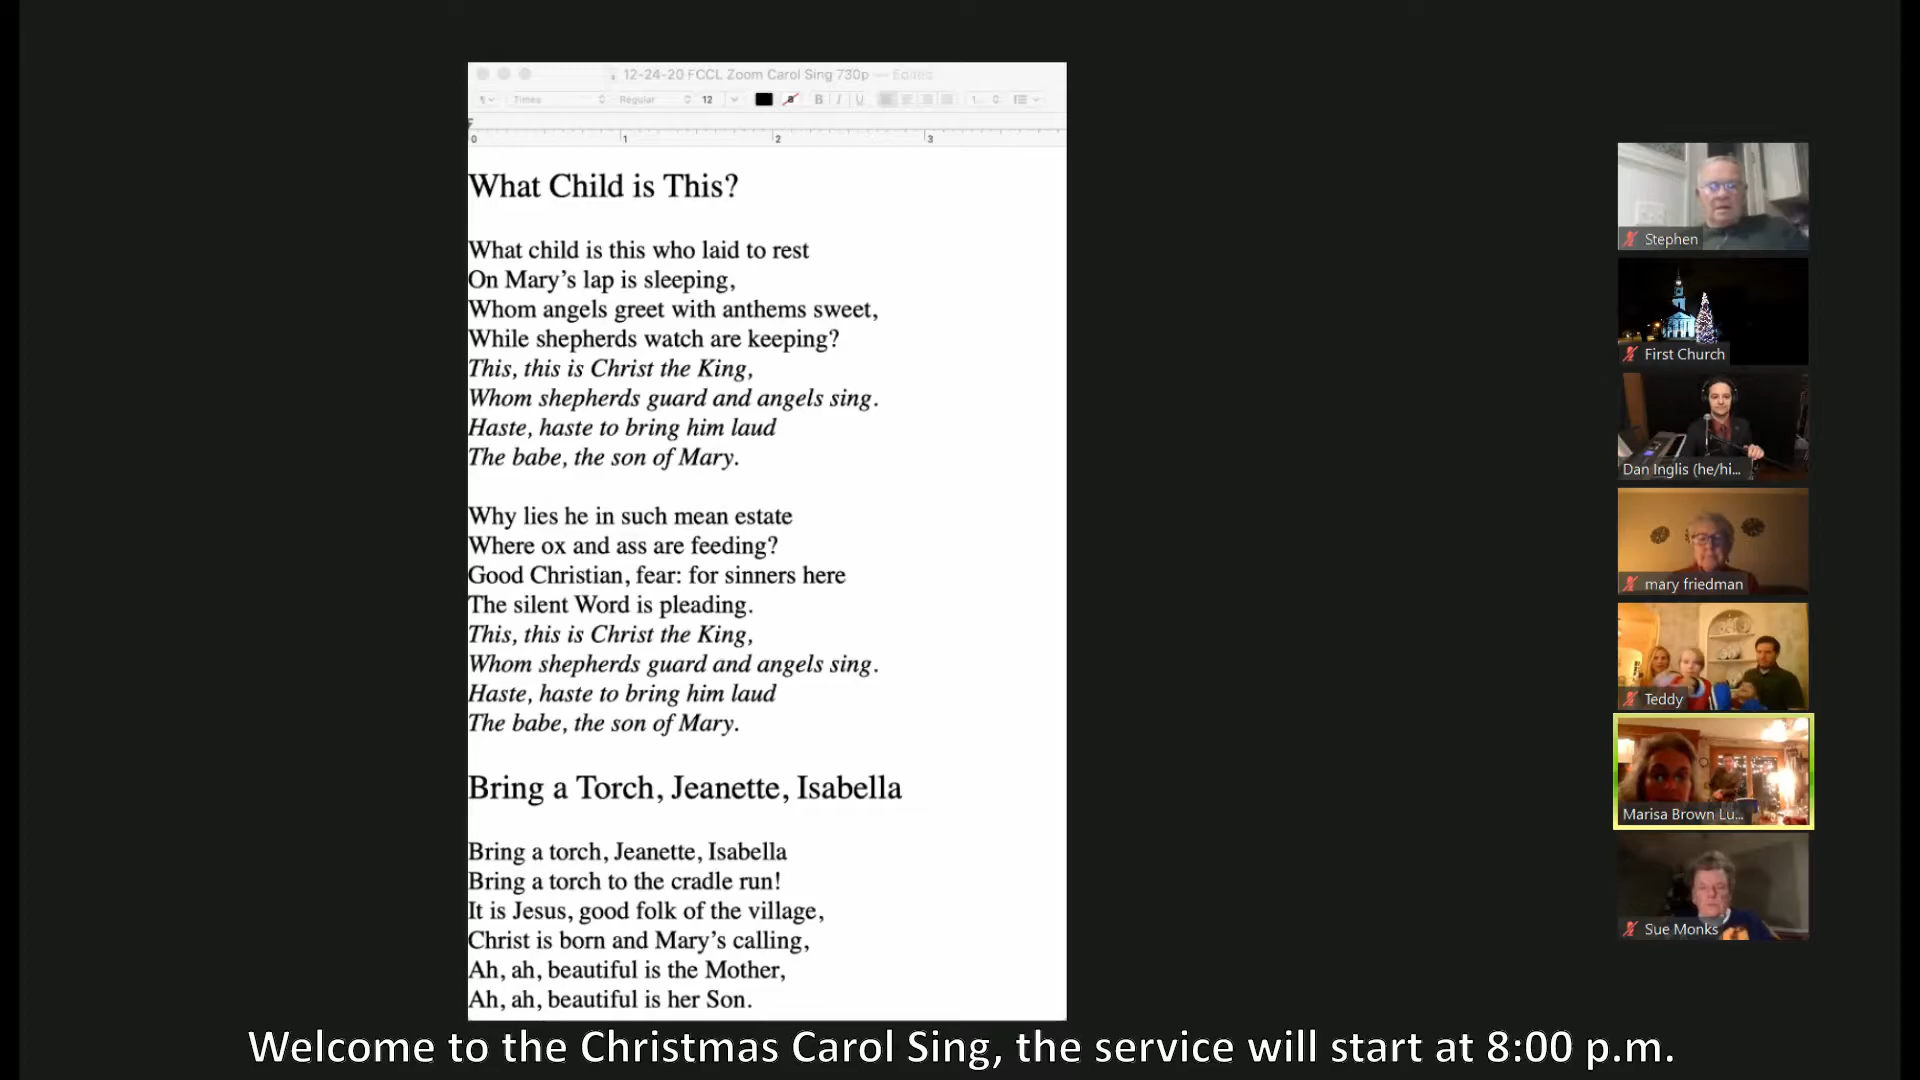 12-24-20 FCCL Zoom Carol Sing 730p — Edited
Times Regular 12 B I U 1...
0 1 2 3
What Child is This?
What child is this who laid to rest
On Mary’s lap is sleeping,
Whom angels greet with anthems sweet,
While shepherds watch are keeping?
This, this is Christ the King,
Whom shepherds guard and angels sing.
Haste, haste to bring him laud
The babe, the son of Mary.
Why lies he in such mean estate
Where ox and ass are feeding?
Good Christian, fear: for sinners here
The silent Word is pleading.
This, this is Christ the King,
Whom shepherds guard and angels sing.
Haste, haste to bring him laud
The babe, the son of Mary.
Bring a Torch, Jeanette, Isabella
Bring a torch, Jeanette, Isabella
Bring a torch to the cradle run!
It is Jesus, good folk of the village,
Christ is born and Mary’s calling,
Ah, ah, beautiful is the Mother,
Ah, ah, beautiful is her Son.
Stephen
First Church
Dan Inglis (he/hi...
mary friedman
Teddy
Marisa Brown Lu...
Sue Monks
Welcome to the Christmas Carol Sing, the service will start at 8:00 p.m.